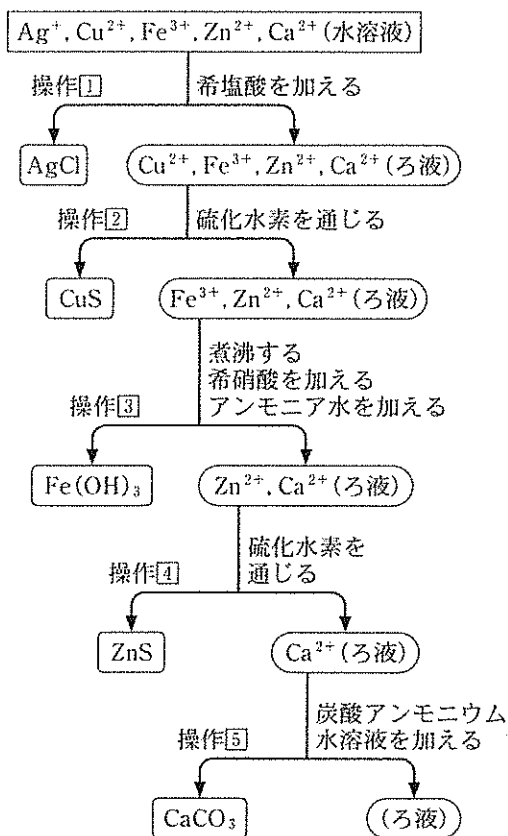 Ag⁺, Cu²⁺, Fe³⁺, Zn²⁺, Ca²⁺(水溶液)
操作1 希塩酸を加える
AgCl Cu²⁺, Fe³⁺, Zn²⁺, Ca²⁺(ろ液)
操作2 硫化水素を通じる
CuS Fe³⁺, Zn²⁺, Ca²⁺(ろ液)
煮沸する
希硝酸を加える
操作3 アンモニア水を加える
Fe(OH)₃ Zn²⁺, Ca²⁺(ろ液)
硫化水素を
操作4 通じる
ZnS Ca²⁺(ろ液)
炭酸アンモニウム
操作5 水溶液を加える
CaCO₃ (ろ液)